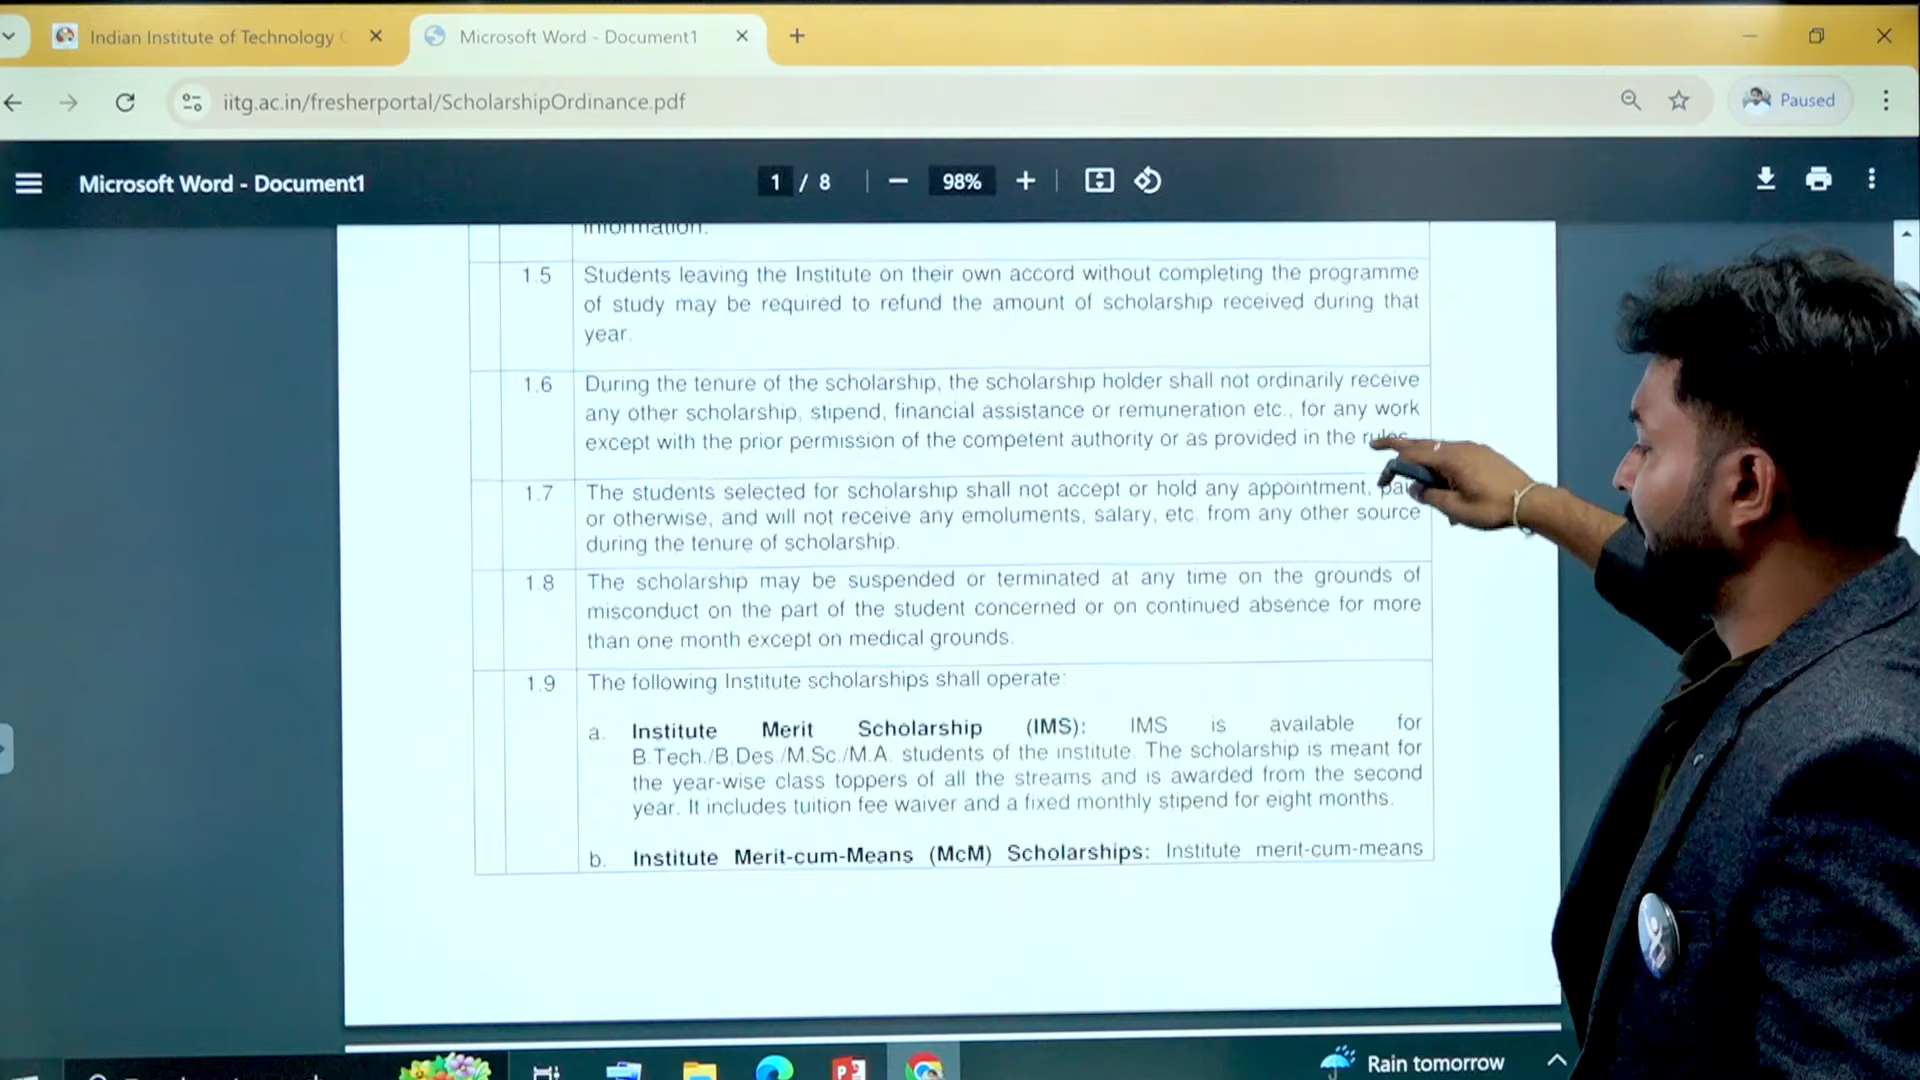 Indian Institute of Technology
Microsoft Word - Document1
iitg.ac.in/fresherportal/ScholarshipOrdinance.pdf
Paused
Microsoft Word - Document1
1 / 8
98%
information.
1.5 Students leaving the Institute on their own accord without completing the programme
of study may be required to refund the amount of scholarship received during that
year.
1.6 During the tenure of the scholarship, the scholarship holder shall not ordinarily receive
any other scholarship, stipend, financial assistance or remuneration etc., for any work
except with the prior permission of the competent authority or as provided in the rules
1.7 The students selected for scholarship shall not accept or hold any appointment,
or otherwise, and will not receive any emoluments, salary, etc. from any other source
during the tenure of scholarship.
1.8 The scholarship may be suspended or terminated at any time on the grounds of
misconduct on the part of the student concerned or on continued absence for more
than one month except on medical grounds.
1.9 The following Institute scholarships shall operate:
a. Institute Merit Scholarship (IMS): IMS is available for
B.Tech./B.Des./M.Sc./M.A. students of the institute. The scholarship is meant for
the year-wise class toppers of all the streams and is awarded from the second
year. It includes tuition fee waiver and a fixed monthly stipend for eight months.
b. Institute Merit-cum-Means (McM) Scholarships: Institute merit-cum-means
Rain tomorrow